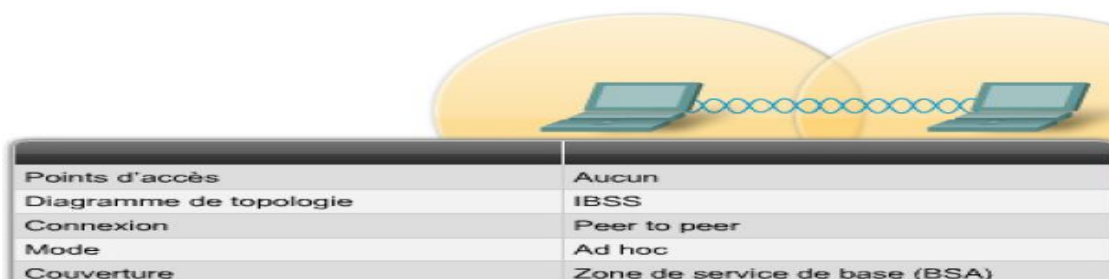 Points d'accès Aucun
Diagramme de topologie IBSS
Connexion Peer to peer
Mode Ad hoc
Couverture Zone de service de base (BSA)